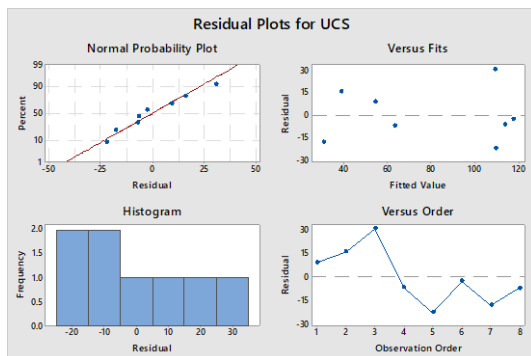 Residual Plots for UCS
Normal Probability Plot
99
90
50
10
1
Percent
-50 -25 0 25 50
Residual
Versus Fits
30
15
0
-15
-30
Residual
40 60 80 100 120
Fitted Value
Histogram
2.0
1.5
1.0
0.5
0.0
Frequency
-20 -10 0 10 20 30
Residual
Versus Order
30
15
0
-15
-30
Residual
1 2 3 4 5 6 7 8
Observation Order